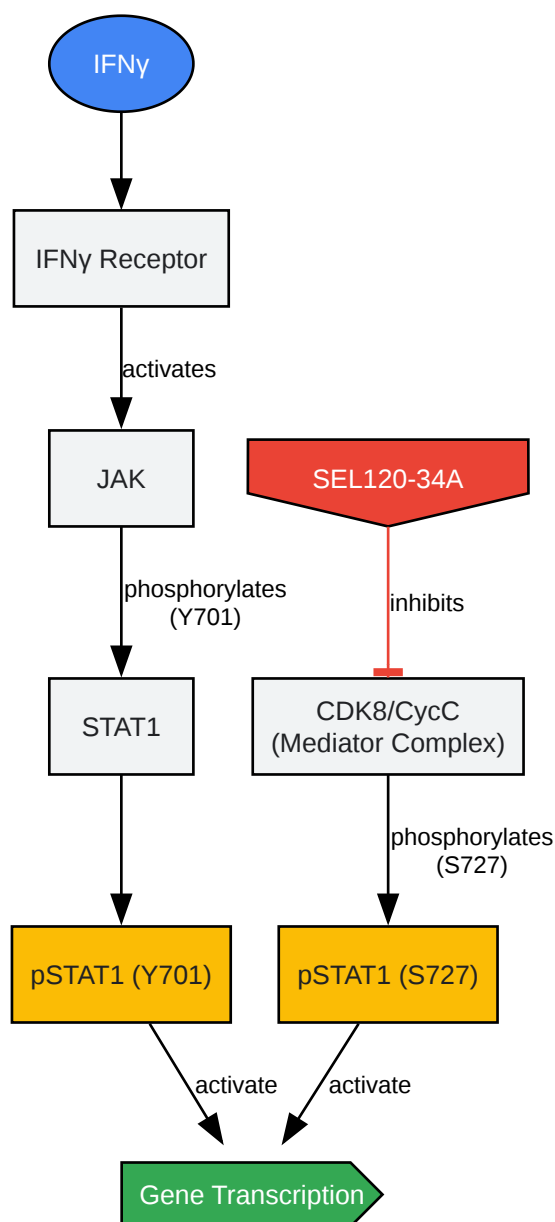 IFNγ
IFNγ Receptor
activates
JAK
SEL120-34A
phosphorylates
(Y701)
inhibits
STAT1
CDK8/CycC
(Mediator Complex)
phosphorylates
(S727)
pSTAT1 (Y701)
pSTAT1 (S727)
activate
activate
Gene Transcription